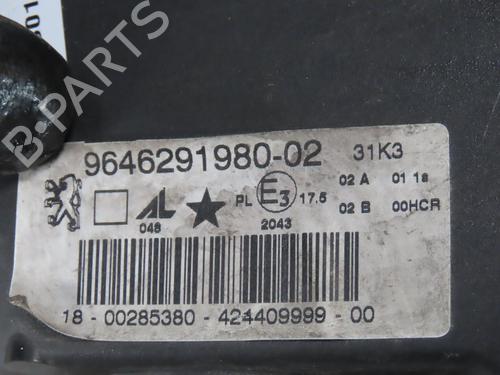 B-PARTS
9646291980-02 31K3
AL PL E3 17.5 02 A 01 1a
048 2043 02 B 00HCR
18 - 00285380 - 424409999 - 00